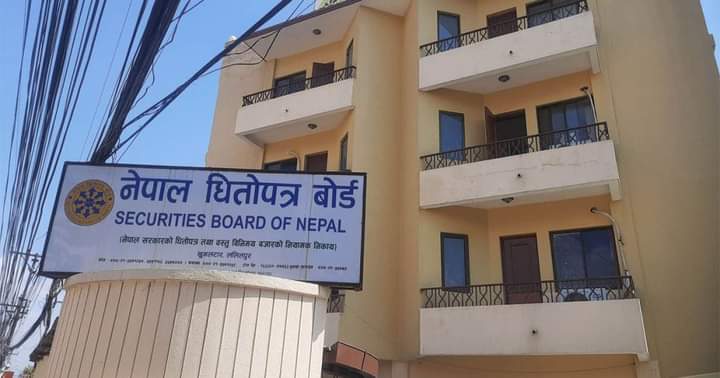 नेपाल धितोपत्र बोर्ड
SECURITIES BOARD OF NEPAL
(नेपाल सरकारको धितोपत्र तथा वस्तु विनिमय बजारको नियामक निकाय)
खुमलटार, ललितपुर